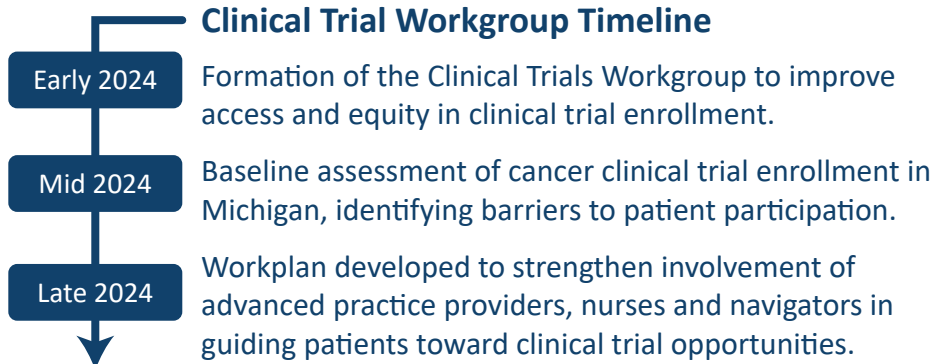 Clinical Trial Workgroup Timeline
Early 2024
Formation of the Clinical Trials Workgroup to improve
access and equity in clinical trial enrollment.
Mid 2024
Baseline assessment of cancer clinical trial enrollment in
Michigan, identifying barriers to patient participation.
Late 2024
Workplan developed to strengthen involvement of
advanced practice providers, nurses and navigators in
guiding patients toward clinical trial opportunities.